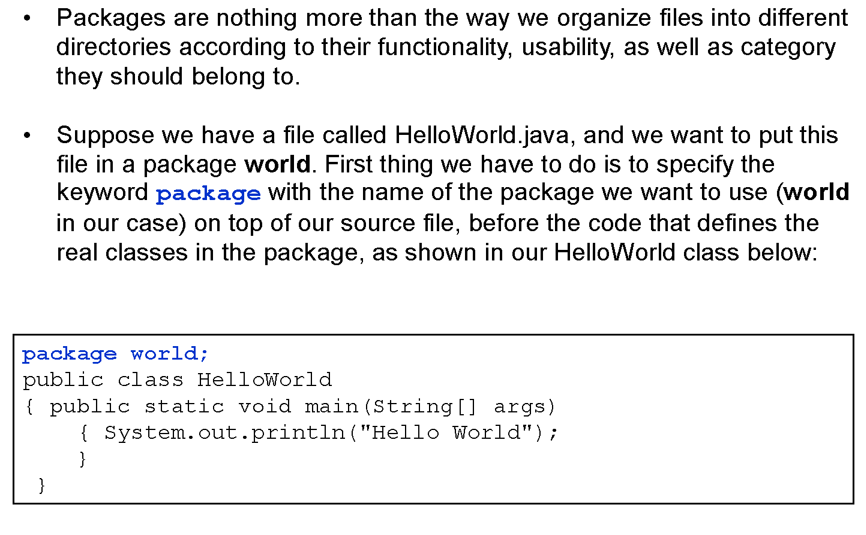 • Packages are nothing more than the way we organize files into different
directories according to their functionality, usability, as well as category
they should belong to.
• Suppose we have a file called HelloWorld.java, and we want to put this
file in a package world. First thing we have to do is to specify the
keyword package with the name of the package we want to use (world
in our case) on top of our source file, before the code that defines the
real classes in the package, as shown in our HelloWorld class below:
package world;
public class HelloWorld
{ public static void main(String[] args)
{ System.out.println("Hello World");
}
}